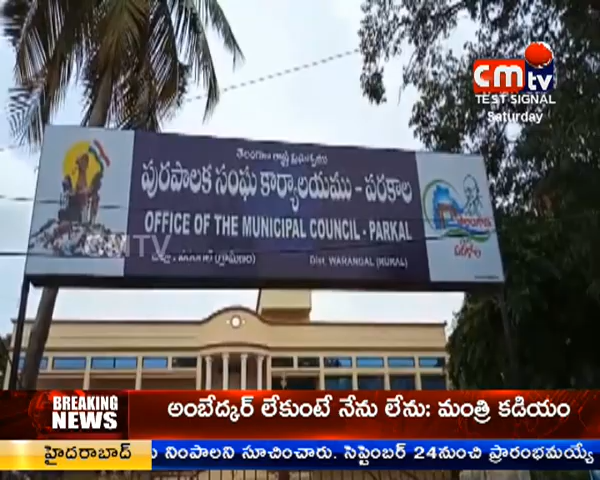 cmtv
TEST SIGNAL
Saturday
తెలంగాణ రాష్ట్ర ప్రభుత్వము
పురపాలక సంఘ కార్యాలయము - పరకాల
OFFICE OF THE MUNICIPAL COUNCIL - PARKAL
CMTV
Dist. WARANGAL (RURAL)
BREAKING
NEWS
అంబేద్కర్ లేకుంటే నేను లేను: మంత్రి కడియం
హైదరాబాద్
నింపాలని సూచించారు. సెప్టెంబర్ 24నుంచి ప్రారంభమయ్యే